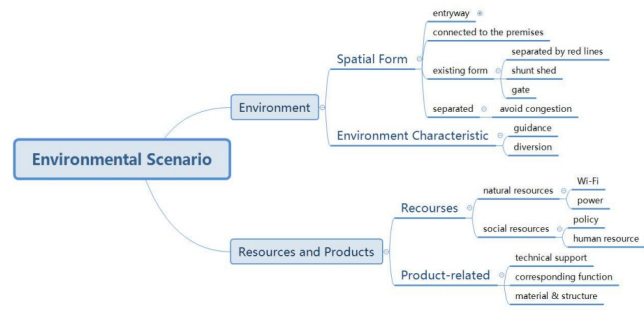 Environmental Scenario
Environment
Spatial Form
entryway
connected to the premises
existing form
separated by red lines
shunt shed
gate
separated
avoid congestion
Environment Characteristic
guidance
diversion
Resources and Products
Recourses
natural resources
Wi-Fi
power
social resources
policy
human resource
Product-related
technical support
corresponding function
material & structure